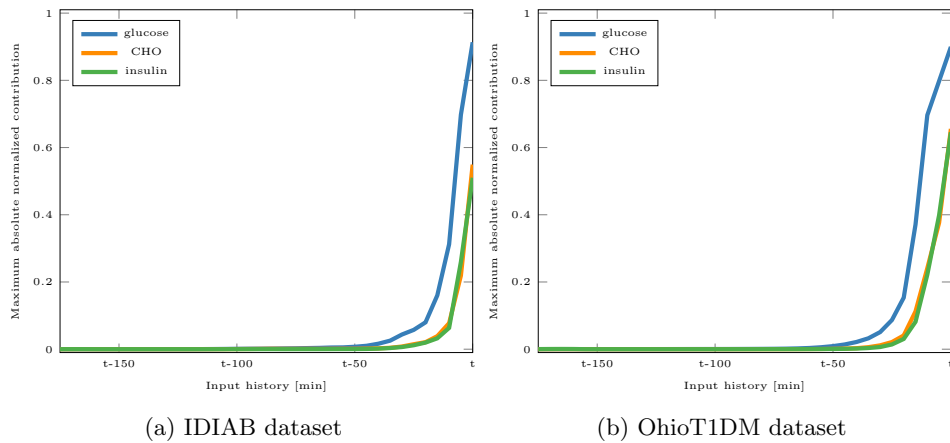 Maximum absolute normalized contribution
1
0.8
0.6
0.4
0.2
0
glucose
CHO
insulin
t-150
t-100
t-50
t
Input history [min]
(a) IDIAB dataset
Maximum absolute normalized contribution
1
0.8
0.6
0.4
0.2
0
glucose
CHO
insulin
t-150
t-100
t-50
t
Input history [min]
(b) OhioT1DM dataset